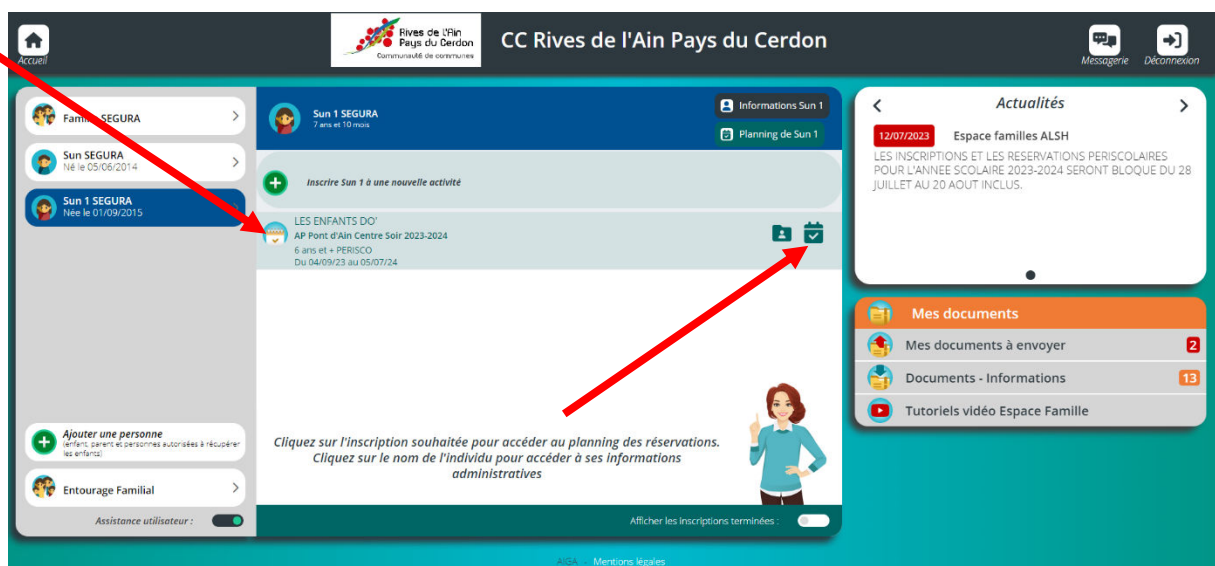 Accueil
Rives de l'Ain
Pays du Cerdon
Communauté de communes
CC Rives de l'Ain Pays du Cerdon
Messagerie
Déconnexion
SEGURA
Sun SEGURA
Né le 05/06/2014
Sun 1 SEGURA
Née le 01/09/2015
Ajouter une personne
(enfant, parent et personnes autorisées à récupérer
les enfants)
Entourage Familial
Assistance utilisateur :
Sun 1 SEGURA
7 ans et 10 mois
Informations Sun 1
Planning de Sun 1
Inscrire Sun 1 à une nouvelle activité
LES ENFANTS DO'
AP Pont d'Ain Centre Soir 2023-2024
6 ans et + PERISCO
Du 04/09/23 au 05/07/24
Cliquez sur l'inscription souhaitée pour accéder au planning des réservations.
Cliquez sur le nom de l'individu pour accéder à ses informations
administratives
Afficher les inscriptions terminées :
Actualités
12/07/2023 Espace familles ALSH
LES INSCRIPTIONS ET LES RESERVATIONS PERISCOLAIRES
POUR L'ANNEE SCOLAIRE 2023-2024 SERONT BLOQUE DU 28
JUILLET AU 20 AOUT INCLUS.
Mes documents
Mes documents à envoyer 2
Documents - Informations 13
Tutoriels vidéo Espace Famille
AIGA - Mentions légales